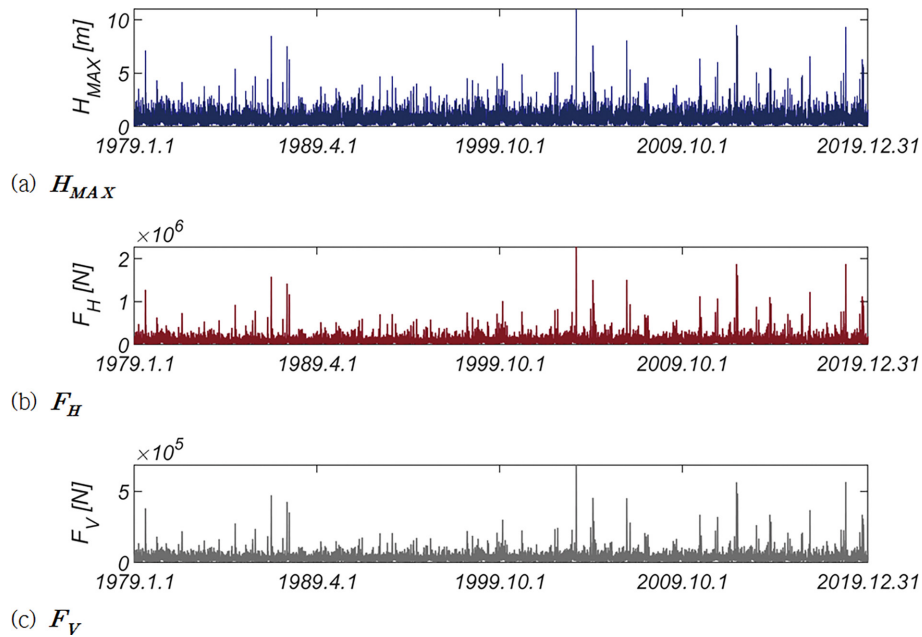 10
5
0
H_MAX [m]
1979.1.1 1989.4.1 1999.10.1 2009.10.1 2019.12.31
(a) H_MAX
×10^6
2
1
0
F_H [N]
1979.1.1 1989.4.1 1999.10.1 2009.10.1 2019.12.31
(b) F_H
×10^5
5
0
F_V [N]
1979.1.1 1989.4.1 1999.10.1 2009.10.1 2019.12.31
(c) F_V